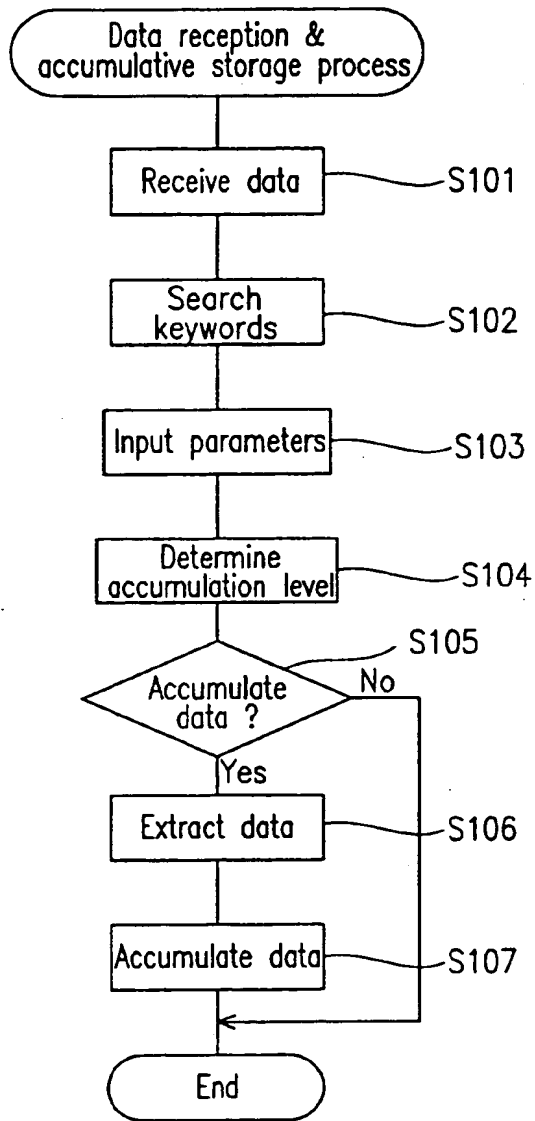 Data reception &
accumulative storage process
Receive data
S101
Search
keywords
S102
Input parameters
S103
Determine
accumulation level
S104
S105
Accumulate
data ?
No
Yes
Extract data
S106
Accumulate data
S107
End